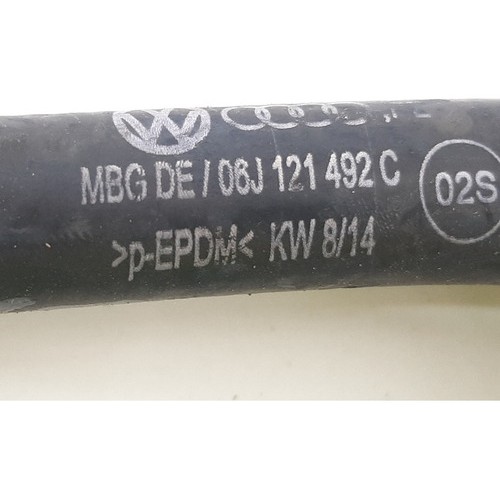 MBG DE / 06J 121 492 C
02S
>p-EPDM< KW 8/14